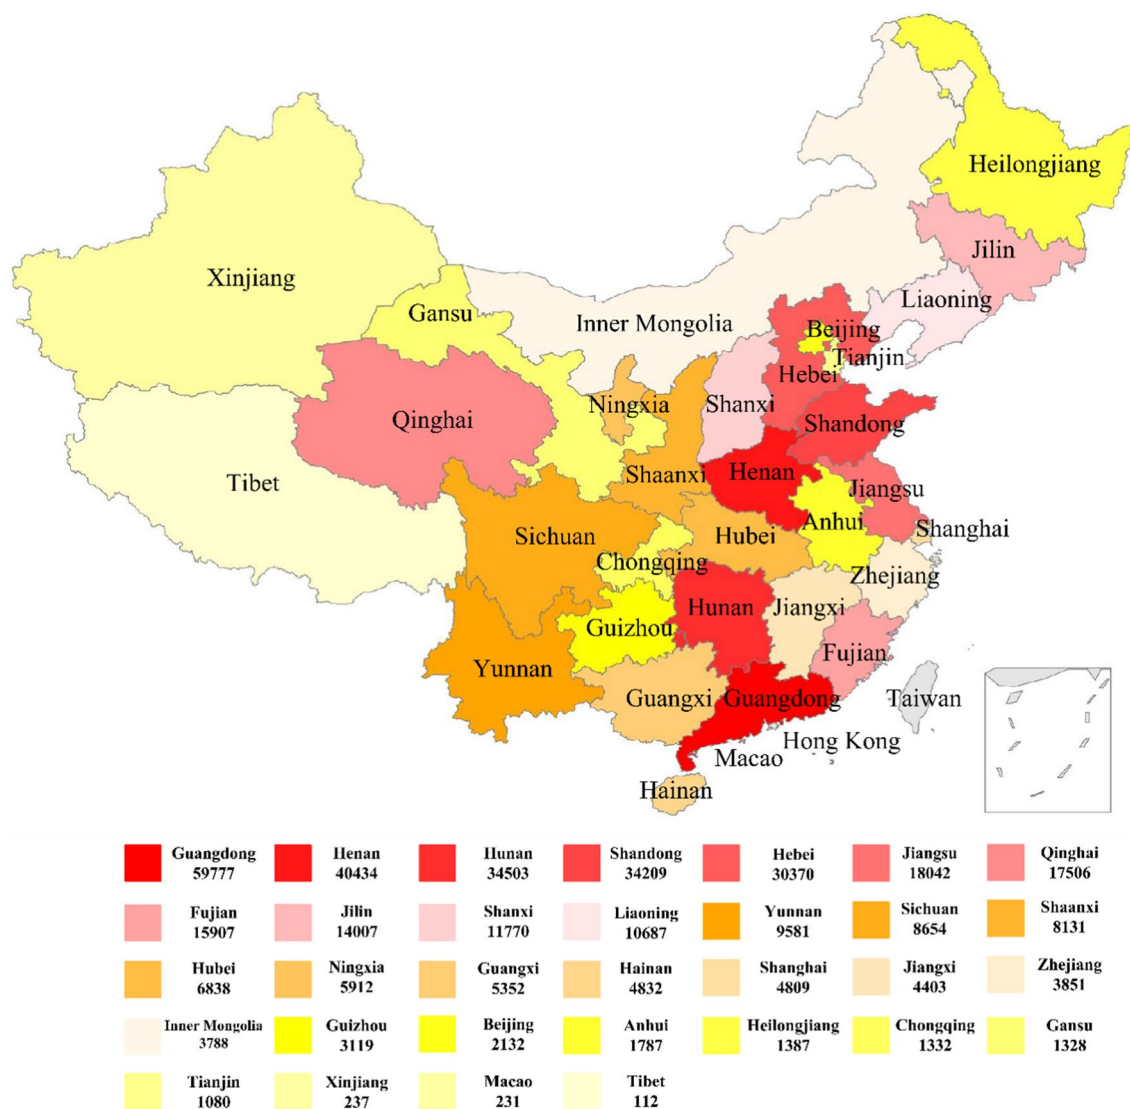 Heilongjiang
Jilin
Xinjiang
Liaoning
Gansu
Inner Mongolia
Beijing
Tianjin
Hebei
Ningxia
Shanxi
Qinghai
Shandong
Shaanxi
Henan
Tibet
Jiangsu
Anhui
Shanghai
Sichuan
Hubei
Chongqing
Zhejiang
Hunan
Jiangxi
Guizhou
Fujian
Yunnan
Guangxi
Guangdong
Taiwan
Hong Kong
Macao
Hainan
Guangdong Henan Hunan Shandong Hebei Jiangsu Qinghai
59777 40434 34503 34209 30370 18042 17506
Fujian Jilin Shanxi Liaoning Yunnan Sichuan Shaanxi
15907 14007 11770 10687 9581 8654 8131
Hubei Ningxia Guangxi Hainan Shanghai Jiangxi Zhejiang
6838 5912 5352 4832 4809 4403 3851
Inner Mongolia Guizhou Beijing Anhui Heilongjiang Chongqing Gansu
3788 3119 2132 1787 1387 1332 1328
Tianjin Xinjiang Macao Tibet
1080 237 231 112